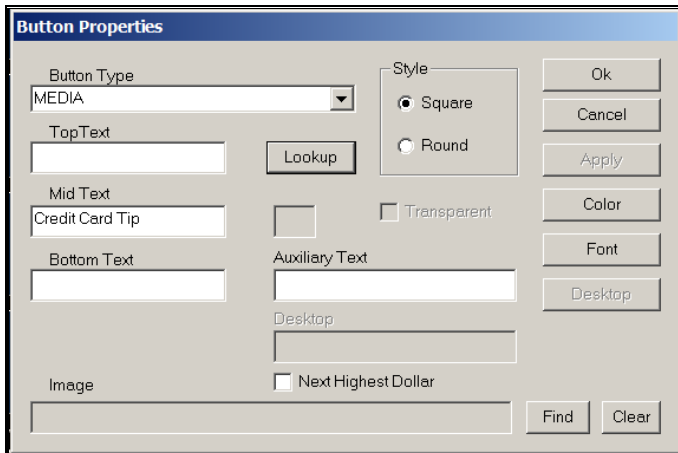 Button Properties
Button Type
MEDIA
Style
Square
Round
Ok
Cancel
Apply
Color
Font
Desktop
TopText
Lookup
Mid Text
Credit Card Tip
Transparent
Bottom Text
Auxiliary Text
Desktop
Next Highest Dollar
Image
Find
Clear